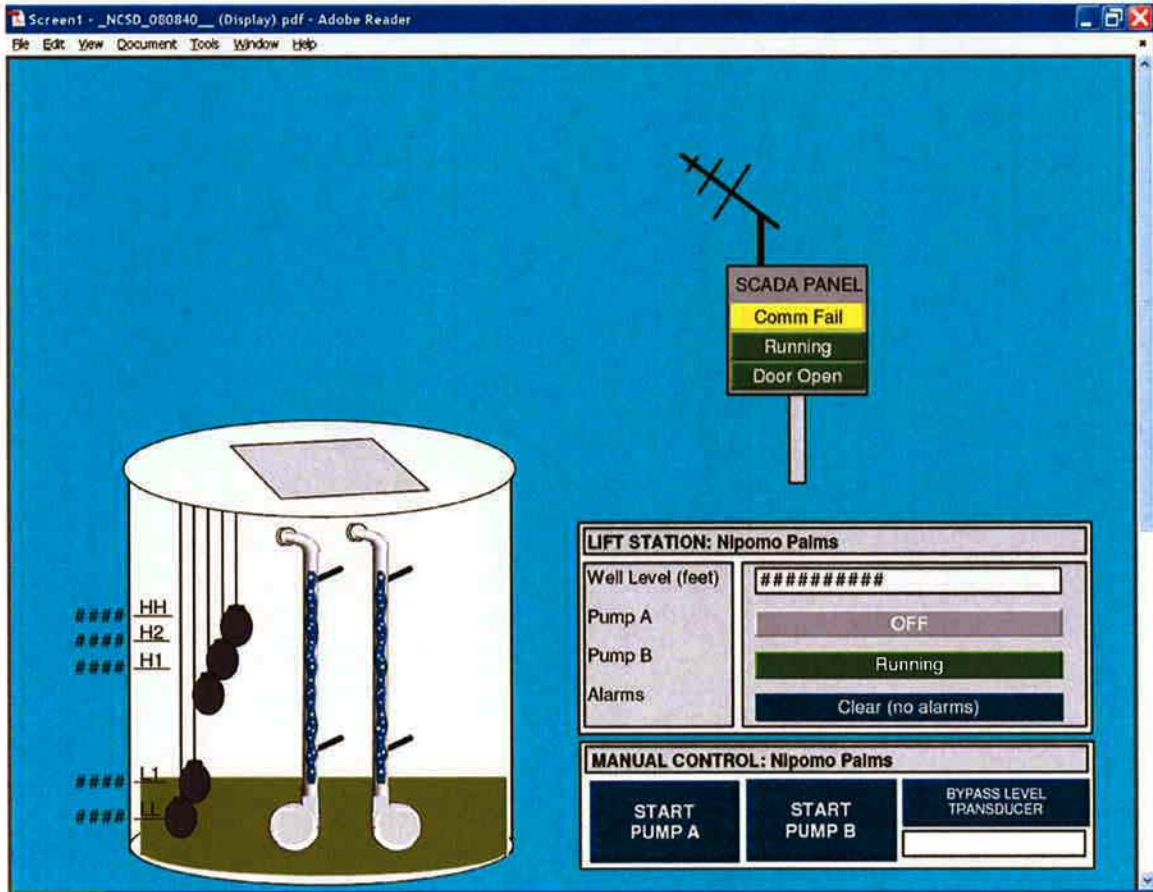 Screen1 - _NCSD_080840__ (Display).pdf - Adobe Reader
File Edit View Document Tools Window Help
SCADA PANEL
Comm Fail
Running
Door Open
LIFT STATION: Nipomo Palms
Well Level (feet) ##########
Pump A OFF
Pump B Running
Alarms Clear (no alarms)
#### HH
#### H2
#### H1
#### L1
#### LL
MANUAL CONTROL: Nipomo Palms
START
PUMP A
START
PUMP B
BYPASS LEVEL
TRANSDUCER